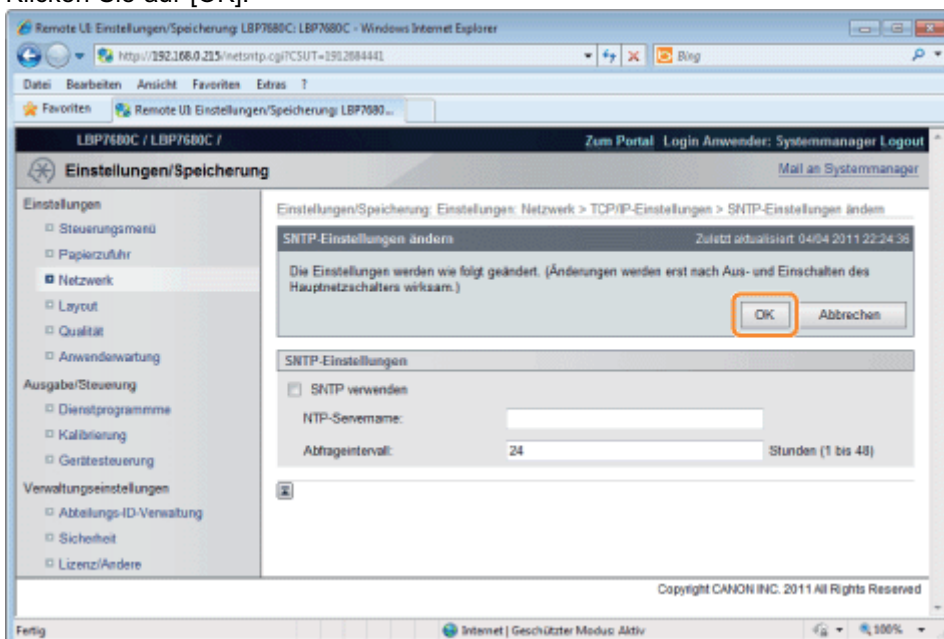 Klicken Sie auf [OK].
Remote UI: Einstellungen/Speicherung: LBP7680C: LBP7680C - Windows Internet Explorer
http://192.168.0.215/netsntp.cgi?CSUT=1912684441
Bing
Datei Bearbeiten Ansicht Favoriten Extras ?
Favoriten Remote UI: Einstellungen/Speicherung: LBP7680...
LBP7680C / LBP7680C / Zum Portal Login Anwender: Systemmanager Logout
Einstellungen/Speicherung Mail an Systemmanager
Einstellungen
Steuerungsmenü
Papierzufuhr
Netzwerk
Layout
Qualität
Anwenderwartung
Ausgabe/Steuerung
Dienstprogrammme
Kalibrierung
Gerätesteuerung
Verwaltungseinstellungen
Abteilungs-ID-Verwaltung
Sicherheit
Lizenz/Andere
Einstellungen/Speicherung: Einstellungen: Netzwerk > TCP/IP-Einstellungen > SNTP-Einstellungen ändern
SNTP-Einstellungen ändern Zuletzt aktualisiert: 04/04 2011 22:24:36
Die Einstellungen werden wie folgt geändert. (Änderungen werden erst nach Aus- und Einschalten des
Hauptnetzschalters wirksam.)
OK Abbrechen
SNTP-Einstellungen
SNTP verwenden
NTP-Servername:
Abfrageintervall: 24 Stunden (1 bis 48)
Copyright CANON INC. 2011 All Rights Reserved
Fertig Internet | Geschützter Modus: Aktiv 100%